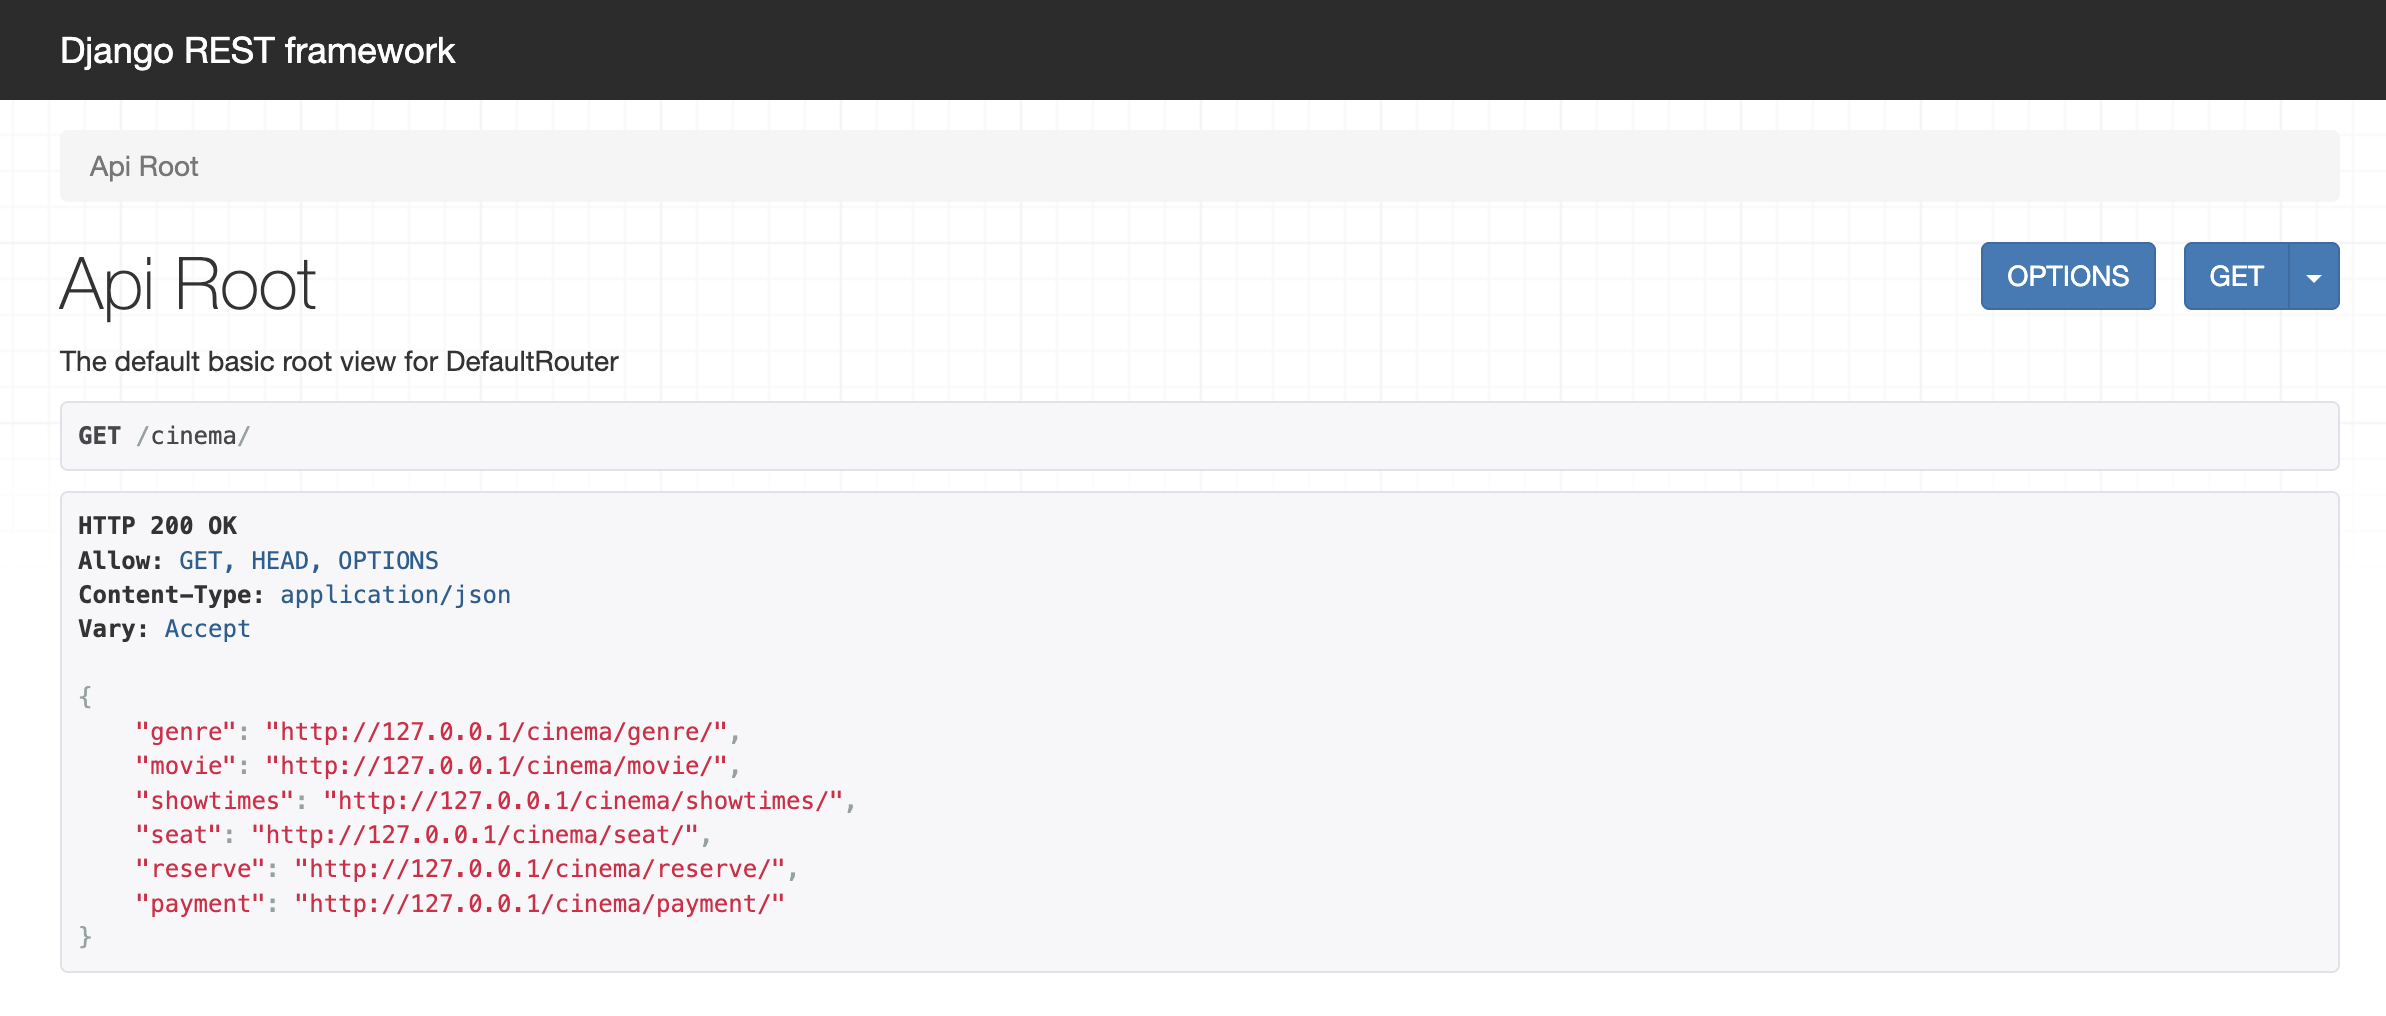 Django REST framework
Api Root
Api Root
OPTIONS
GET
The default basic root view for DefaultRouter
GET /cinema/
HTTP 200 OK
Allow: GET, HEAD, OPTIONS
Content-Type: application/json
Vary: Accept
{
    "genre": "http://127.0.0.1/cinema/genre/",
    "movie": "http://127.0.0.1/cinema/movie/",
    "showtimes": "http://127.0.0.1/cinema/showtimes/",
    "seat": "http://127.0.0.1/cinema/seat/",
    "reserve": "http://127.0.0.1/cinema/reserve/",
    "payment": "http://127.0.0.1/cinema/payment/"
}